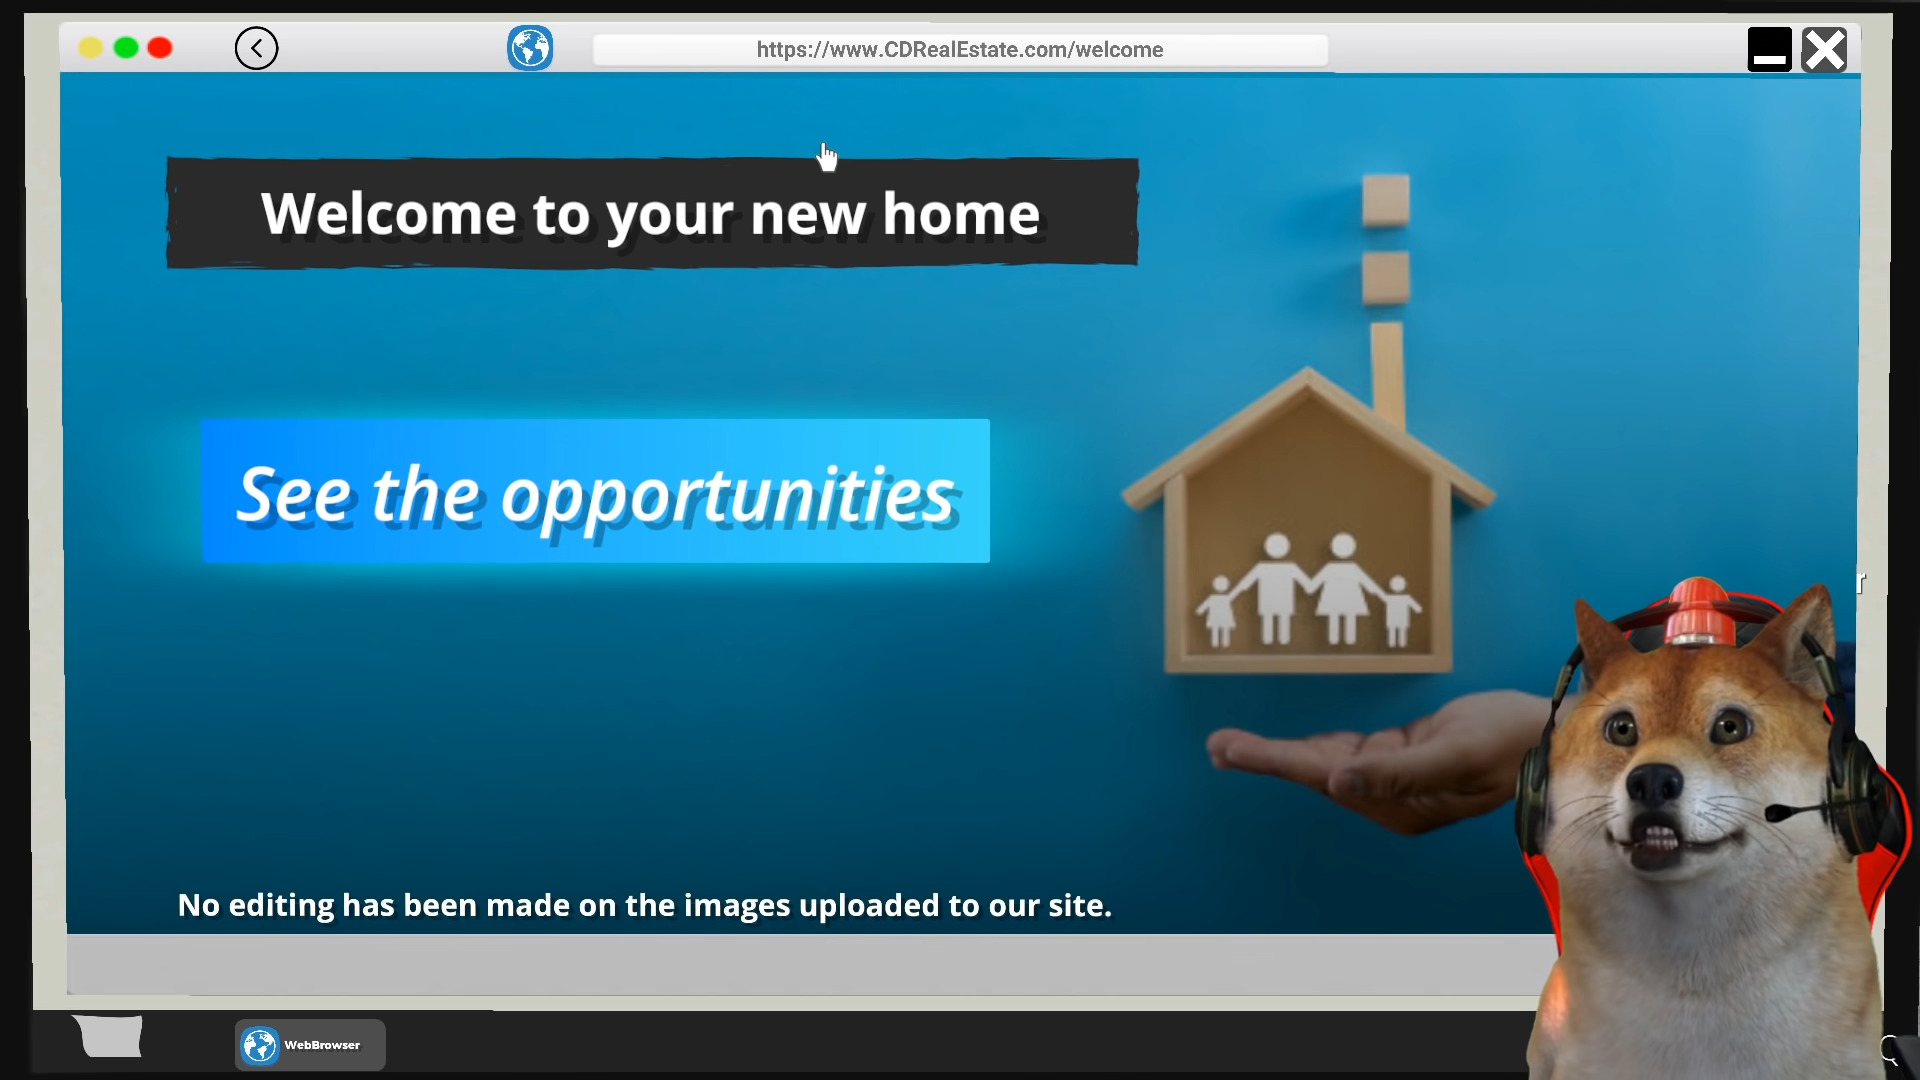 https://www.CDRealEstate.com/welcome
Welcome to your new home
See the opportunities
No editing has been made on the images uploaded to our site.
WebBrowser